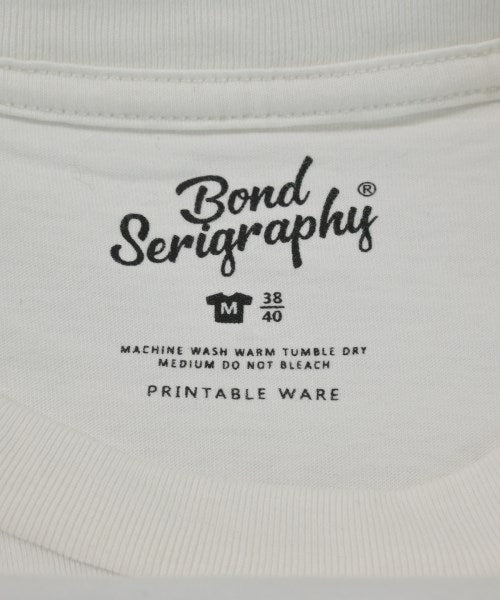 Bond
Serigraphy®
M 38/40
MACHINE WASH WARM TUMBLE DRY
MEDIUM DO NOT BLEACH
PRINTABLE WARE